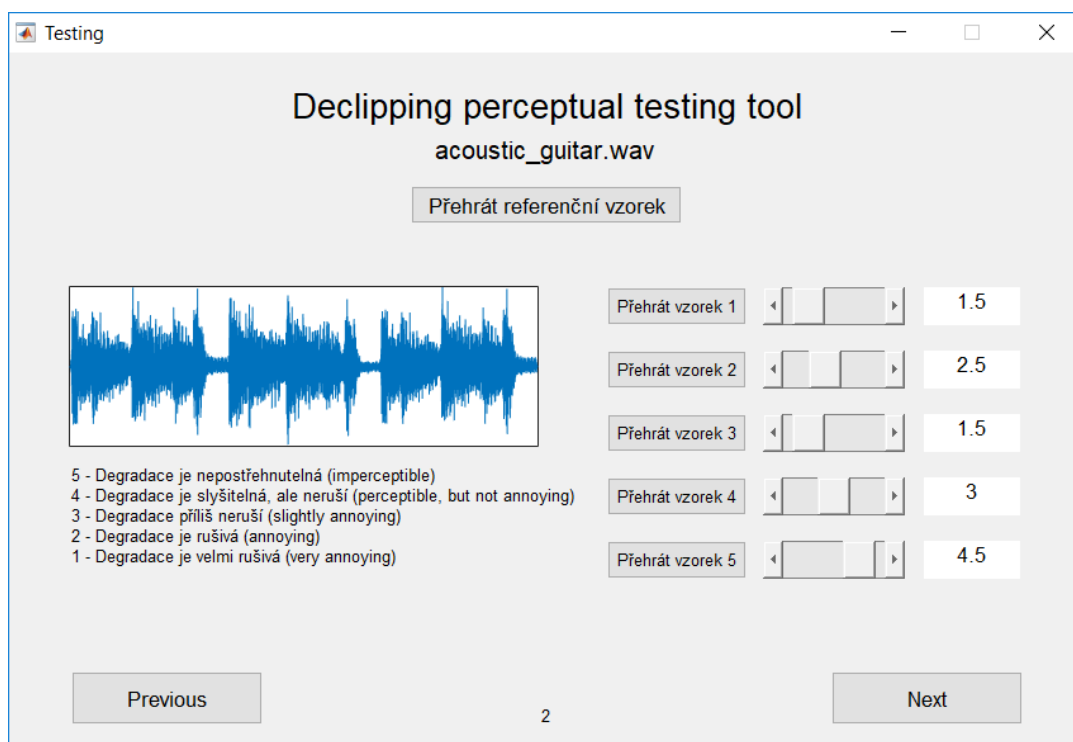 Testing
Declipping perceptual testing tool
acoustic_guitar.wav
Přehrát referenční vzorek
Přehrát vzorek 1 1.5
Přehrát vzorek 2 2.5
Přehrát vzorek 3 1.5
Přehrát vzorek 4 3
Přehrát vzorek 5 4.5
5 - Degradace je nepostřehnutelná (imperceptible)
4 - Degradace je slyšitelná, ale neruší (perceptible, but not annoying)
3 - Degradace příliš neruší (slightly annoying)
2 - Degradace je rušivá (annoying)
1 - Degradace je velmi rušivá (very annoying)
Previous
2
Next